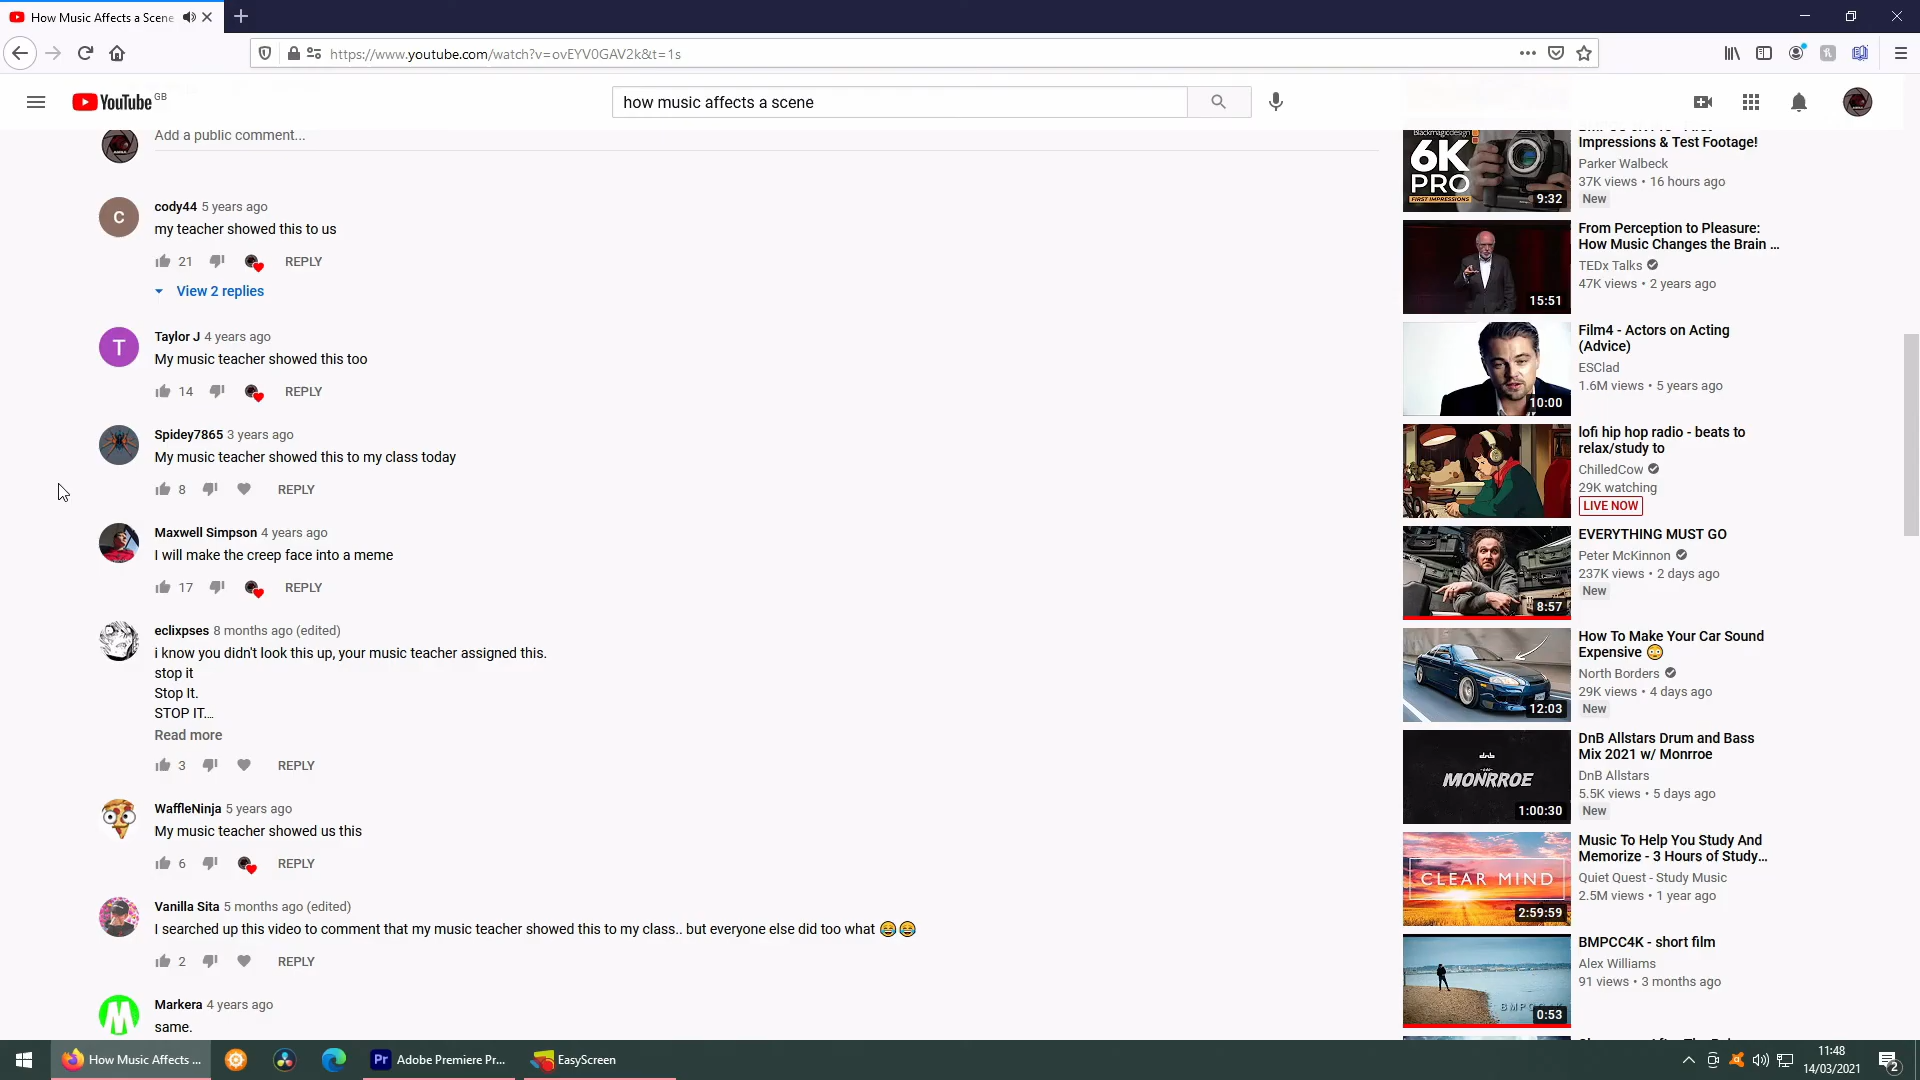 How Music Affects a Scene
https://www.youtube.com/watch?v=ovEYV0GAV2k&t=1s
YouTube GB
how music affects a scene
Add a public comment...
cody44 5 years ago
my teacher showed this to us
21 REPLY
View 2 replies
T
Taylor J 4 years ago
My music teacher showed this too
14 REPLY
Spidey7865 3 years ago
My music teacher showed this to my class today
8 REPLY
Maxwell Simpson 4 years ago
I will make the creep face into a meme
17 REPLY
eclixpses 8 months ago (edited)
i know you didn't look this up, your music teacher assigned this.
stop it
Stop It.
STOP IT....
Read more
3 REPLY
WaffleNinja 5 years ago
My music teacher showed us this
6 REPLY
Vanilla Sita 5 months ago (edited)
I searched up this video to comment that my music teacher showed this to my class.. but everyone else did too what 😂😂
2 REPLY
M
Markera 4 years ago
same.
C
Blackmagicdesign
6K
PRO
FIRST IMPRESSIONS
9:32
Impressions & Test Footage!
Parker Walbeck
37K views • 16 hours ago
New
15:51
From Perception to Pleasure:
How Music Changes the Brain ...
TEDx Talks
47K views • 2 years ago
10:00
Film4 - Actors on Acting
(Advice)
ESClad
1.6M views • 5 years ago
lofi hip hop radio - beats to
relax/study to
ChilledCow
29K watching
LIVE NOW
8:57
EVERYTHING MUST GO
Peter McKinnon
237K views • 2 days ago
New
12:03
How To Make Your Car Sound
Expensive 😳
North Borders
29K views • 4 days ago
New
dnb
MONRROE
1:00:30
DnB Allstars Drum and Bass
Mix 2021 w/ Monrroe
DnB Allstars
5.5K views • 5 days ago
New
CLEAR MIND
2:59:59
Music To Help You Study And
Memorize - 3 Hours of Study...
Quiet Quest - Study Music
2.5M views • 1 year ago
BMPCC4K
0:53
BMPCC4K - short film
Alex Williams
91 views • 3 months ago
How Music Affects ...
Pr Adobe Premiere Pr...
EasyScreen
11:48
14/03/2021
2